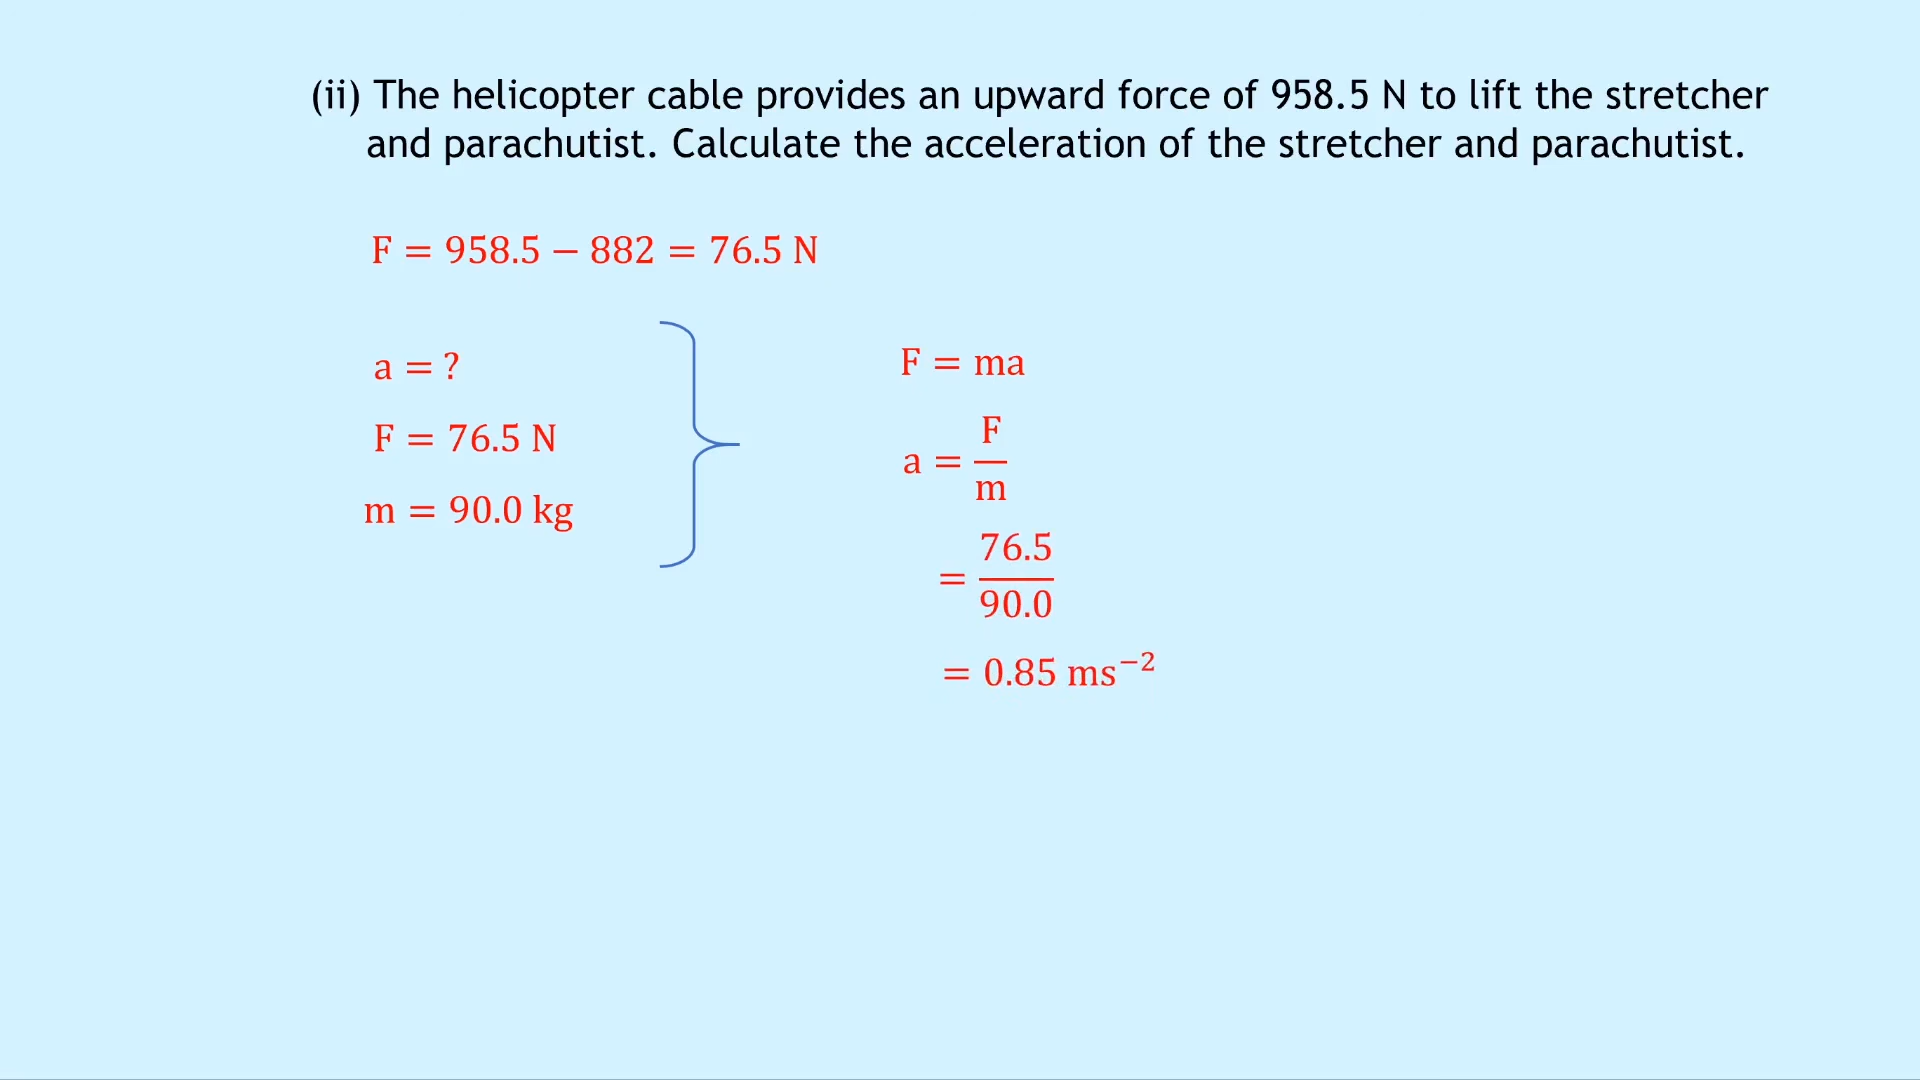 (ii) The helicopter cable provides an upward force of 958.5 N to lift the stretcher
and parachutist. Calculate the acceleration of the stretcher and parachutist.
F = 958.5 − 882 = 76.5 N
a = ?
F = 76.5 N
m = 90.0 kg
F = ma
a = F/m
= 76.5/90.0
= 0.85 ms⁻²